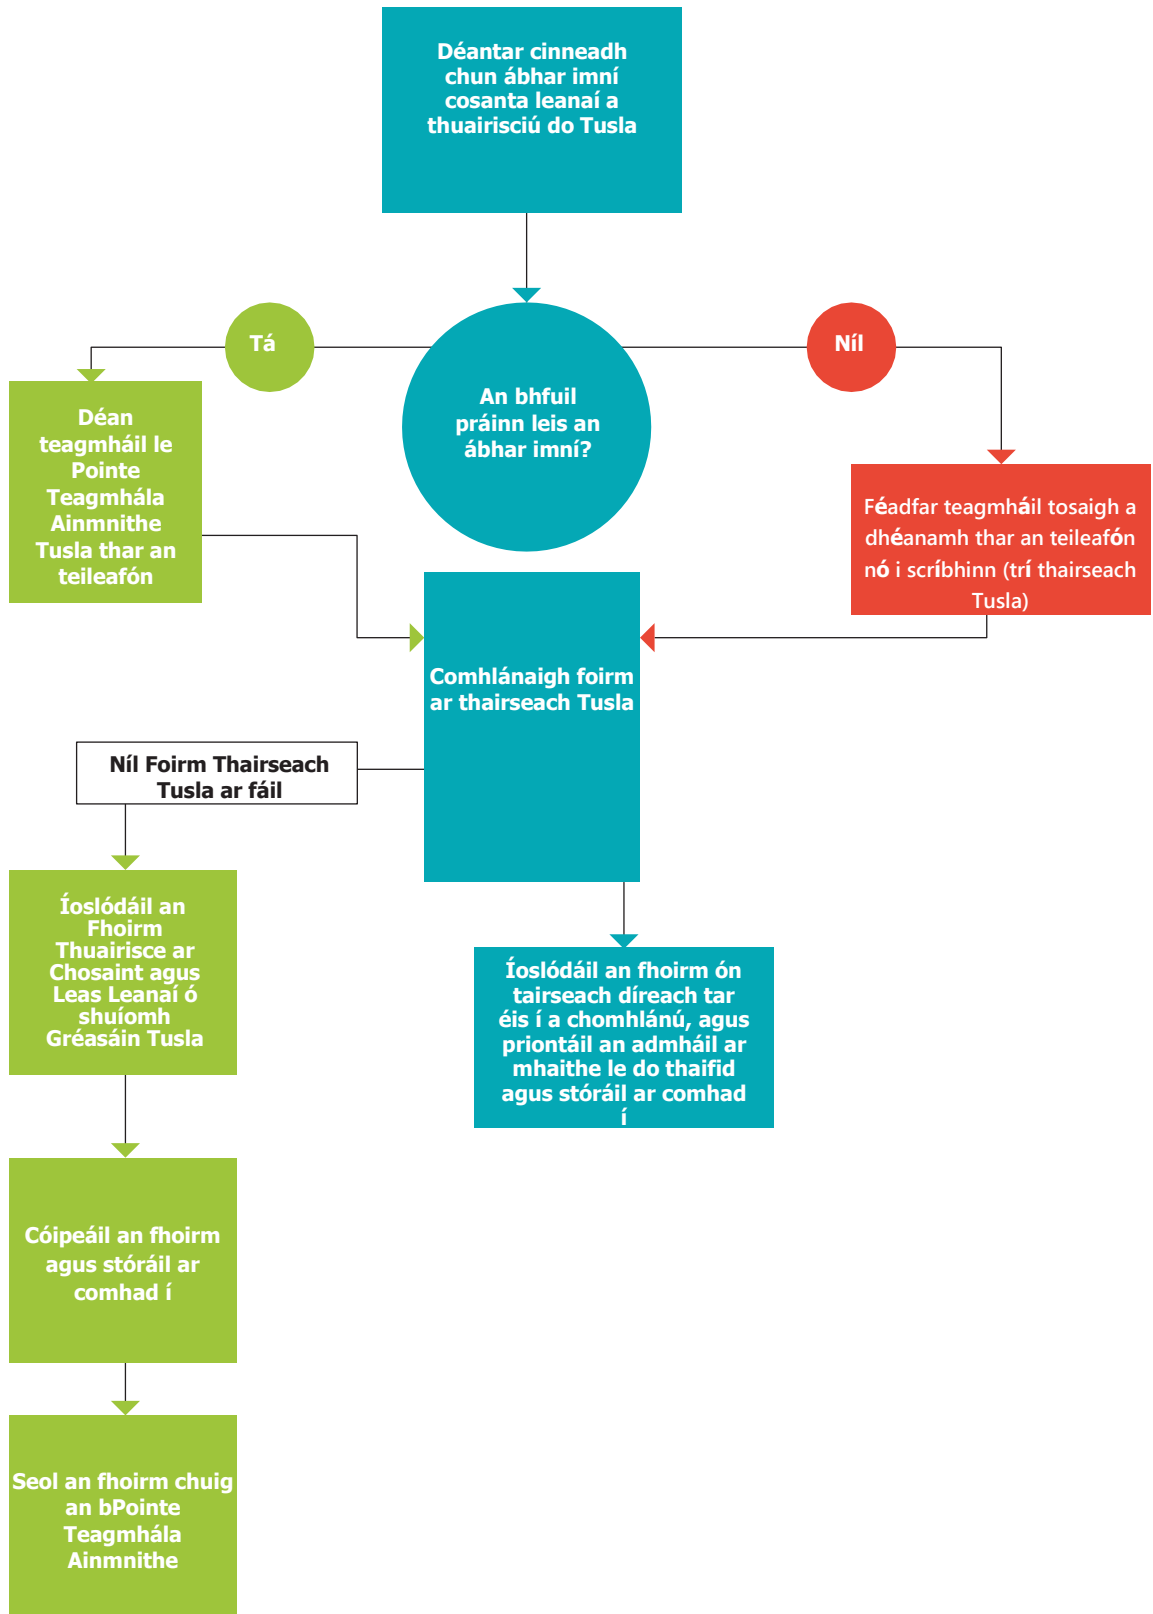 Déantar cinneadh
chun ábhar imní
cosanta leanaí a
thuairisciú do Tusla
Tá
Níl
An bhfuil
práinn leis an
ábhar imní?
Déan
teagmháil le
Pointe
Teagmhála
Ainmnithe
Tusla thar an
teileafón
Féadfar teagmháil tosaigh a
dhéanamh thar an teileafón
nó i scríbhinn (trí thairseach
Tusla)
Comhlánaigh foirm
ar thairseach Tusla
Níl Foirm Thairseach
Tusla ar fáil
Íoslódáil an
Fhoirm
Thuairisce ar
Chosaint agus
Leas Leanaí ó
shuíomh
Gréasáin Tusla
Íoslódáil an fhoirm ón
tairseach díreach tar
éis í a chomhlánú, agus
priontáil an admháil ar
mhaithe le do thaifid
agus stóráil ar comhad
í
Cóipeáil an fhoirm
agus stóráil ar
comhad í
Seol an fhoirm chuig
an bPointe
Teagmhála
Ainmnithe